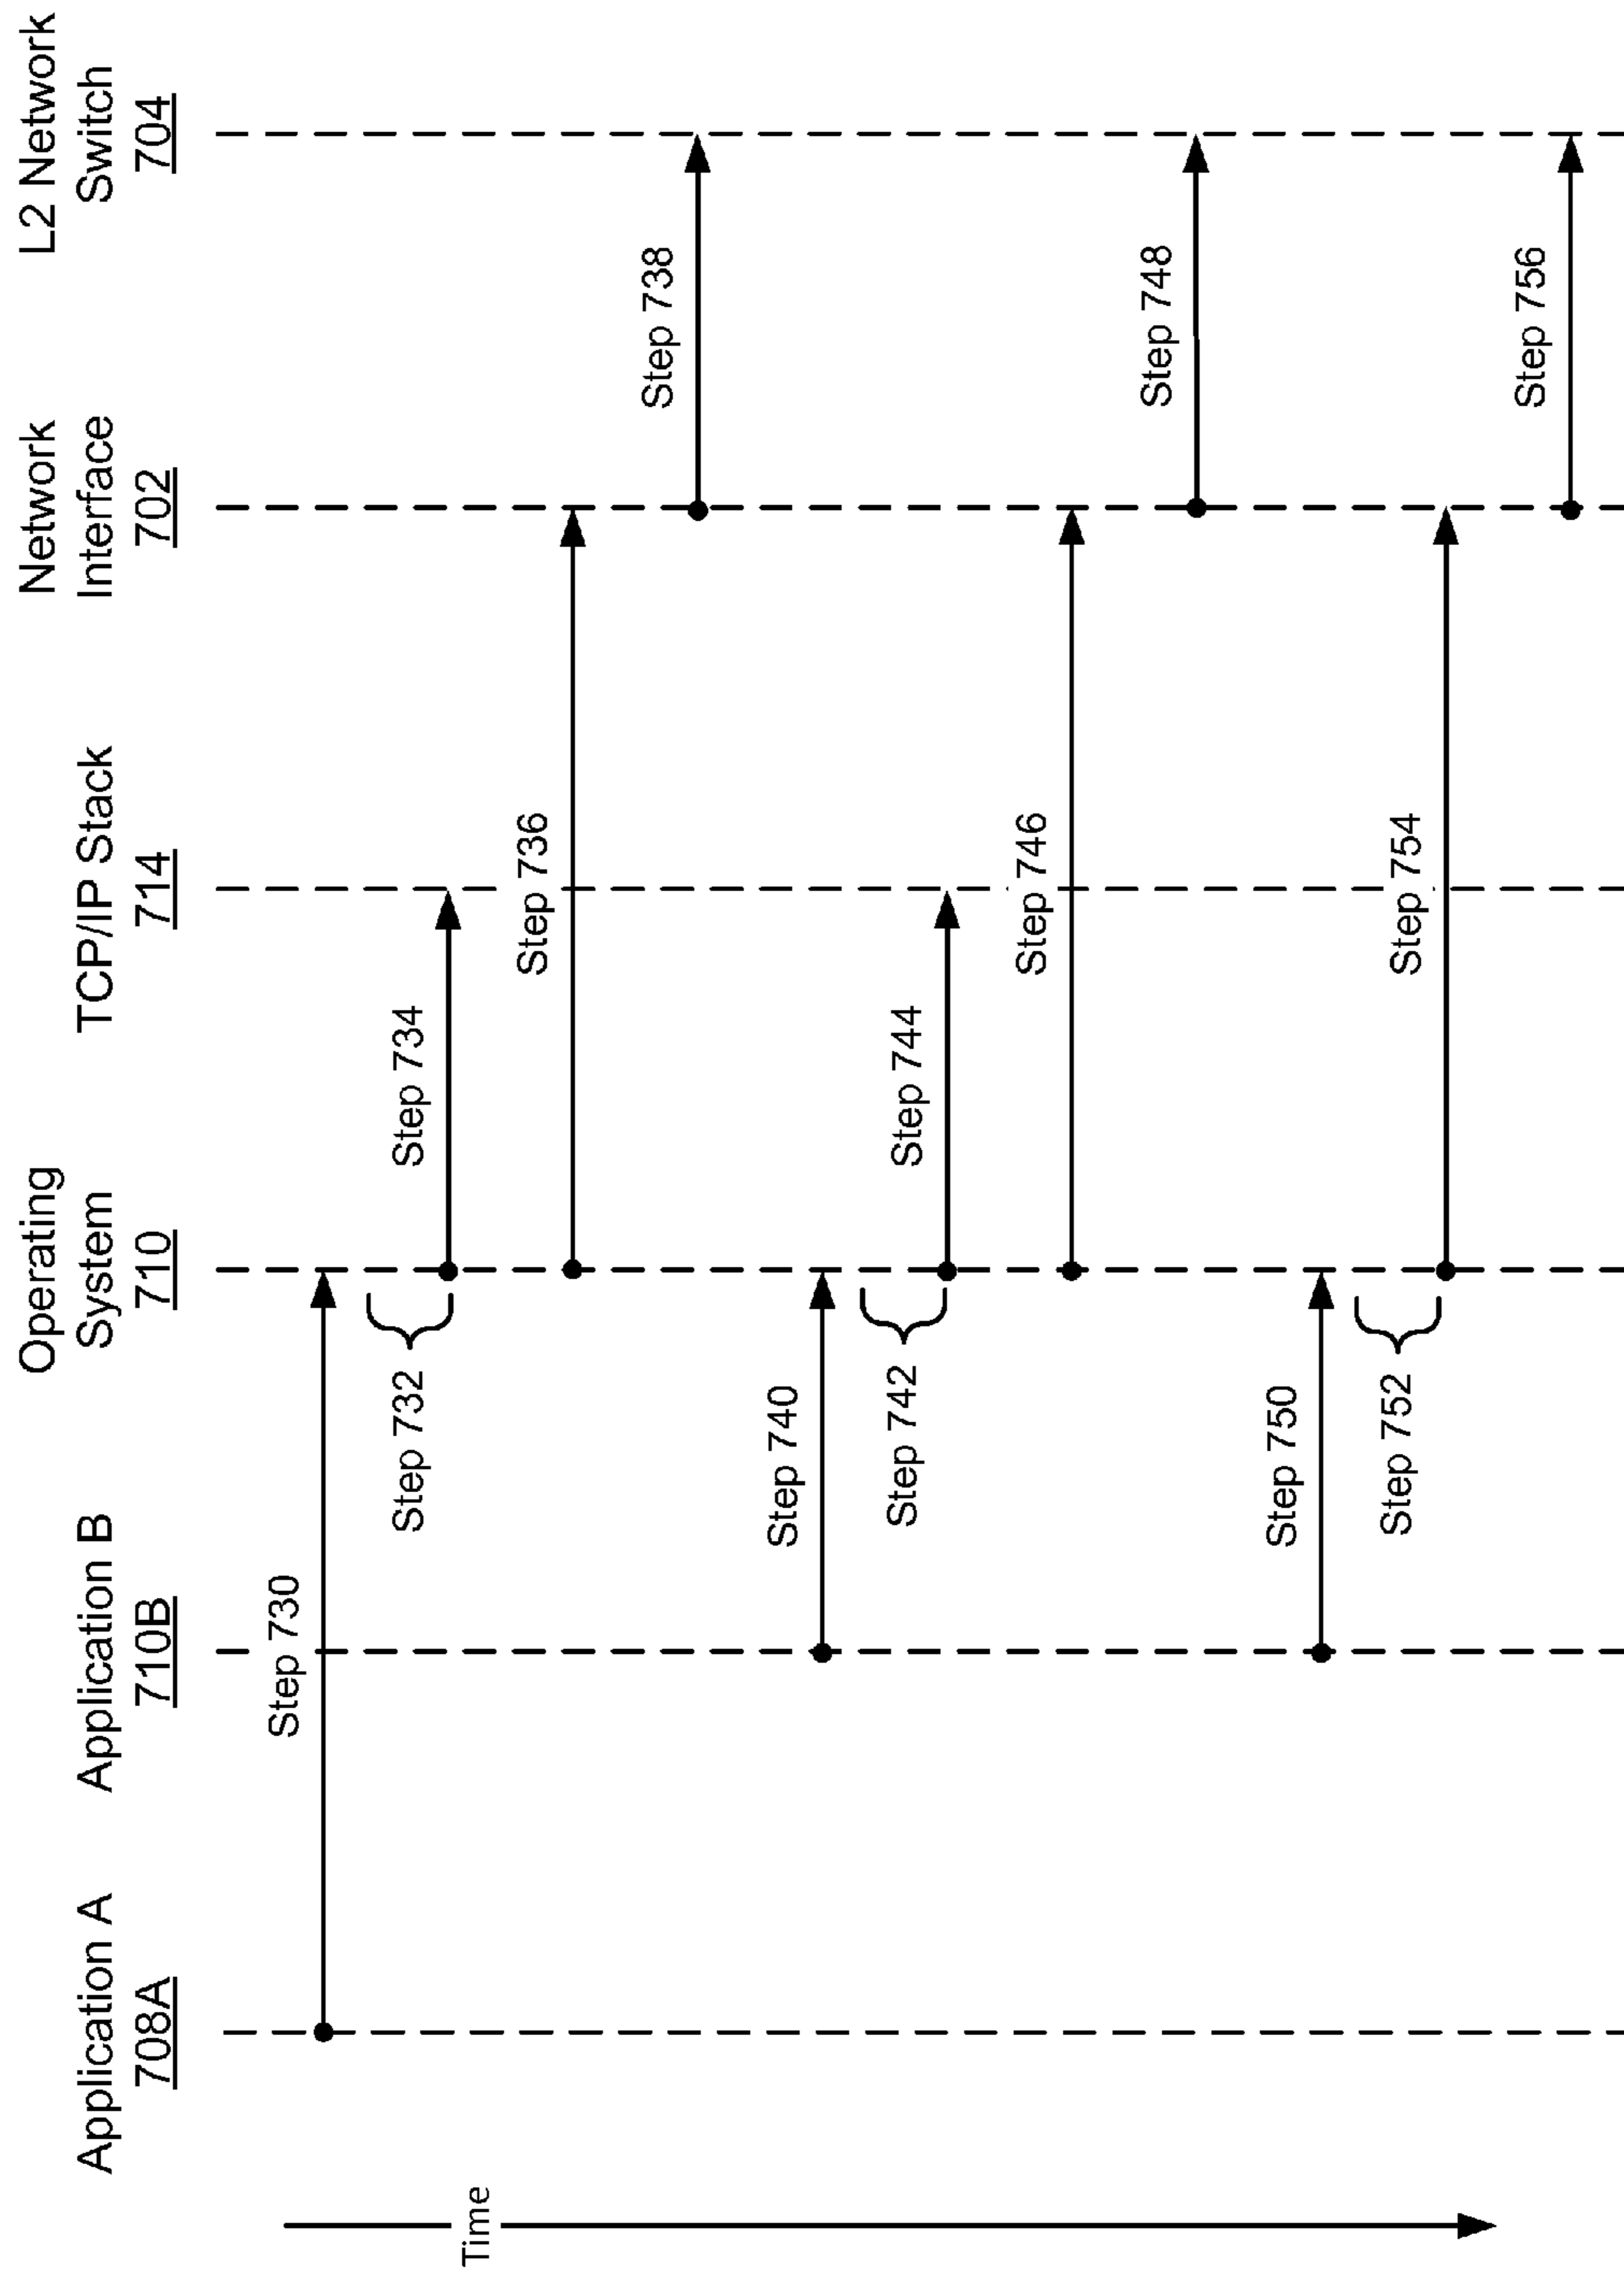 Application A
708A
Application B
710B
Operating
System
710
TCP/IP Stack
714
Network
Interface
702
L2 Network
Switch
704
Time
Step 730
Step 732
Step 734
Step 736
Step 738
Step 740
Step 742
Step 744
Step 746
Step 748
Step 750
Step 752
Step 754
Step 756